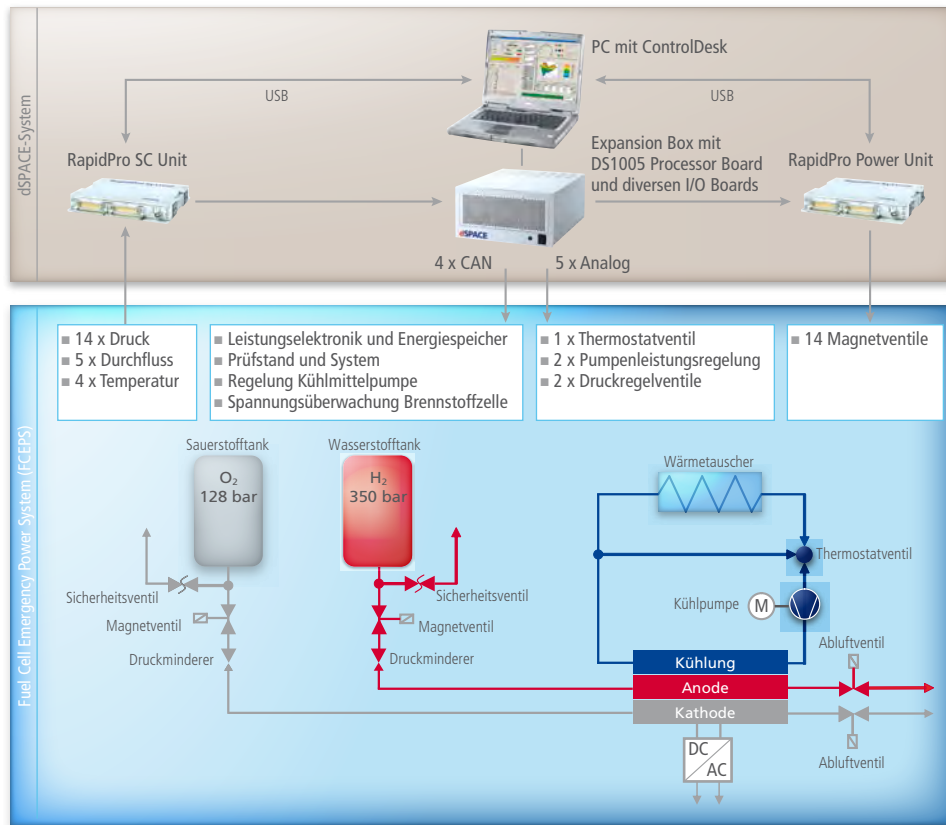 dSPACE-System
PC mit ControlDesk
USB
USB
RapidPro SC Unit
Expansion Box mit
DS1005 Processor Board
und diversen I/O Boards
RapidPro Power Unit
dSPACE
4 x CAN
5 x Analog
Fuel Cell Emergency Power System (FCEPS)
14 x Druck
5 x Durchfluss
4 x Temperatur
Leistungselektronik und Energiespeicher
Prüfstand und System
Regelung Kühlmittelpumpe
Spannungsüberwachung Brennstoffzelle
1 x Thermostatventil
2 x Pumpenleistungsregelung
2 x Druckregelventile
14 Magnetventile
Sauerstofftank
O₂
128 bar
Wasserstofftank
H₂
350 bar
Wärmetauscher
Thermostatventil
Sicherheitsventil
Sicherheitsventil
Kühlpumpe
M
Magnetventil
Magnetventil
Druckminderer
Druckminderer
Abluftventil
Kühlung
Anode
Kathode
DC
AC
Abluftventil